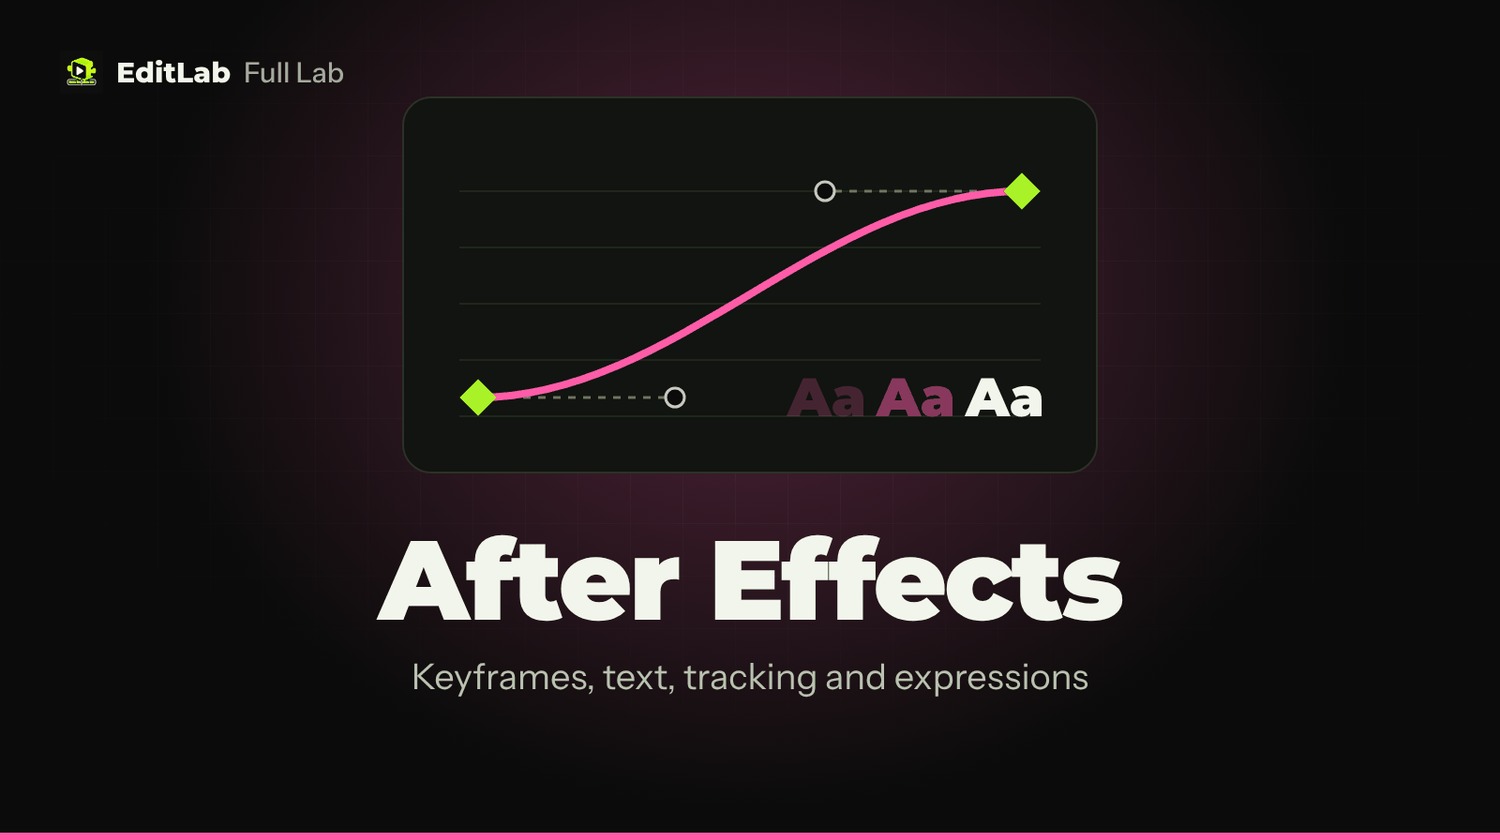 EditLab Full Lab
Aa Aa Aa
After Effects
Keyframes, text, tracking and expressions